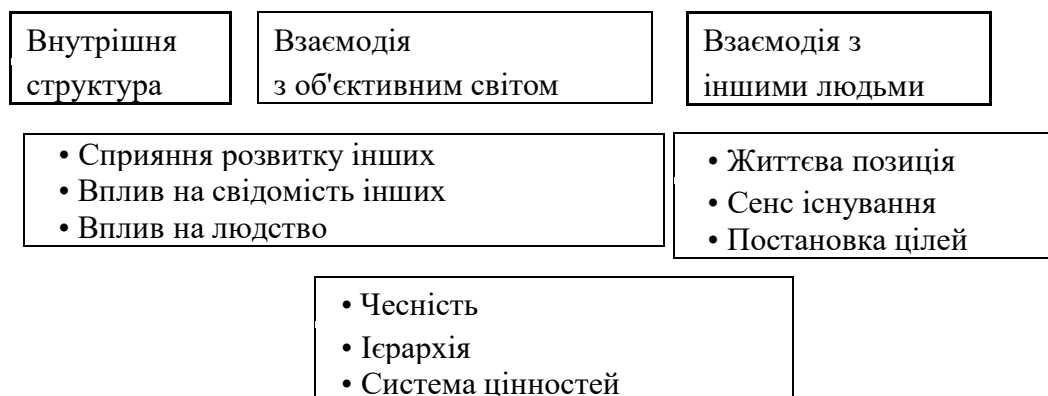 Внутрішня
структура
Взаємодія
з об'єктивним світом
Взаємодія з
іншими людьми
• Сприяння розвитку інших
• Вплив на свідомість інших
• Вплив на людство
• Життєва позиція
• Сенс існування
• Постановка цілей
• Чесність
• Ієрархія
• Система цінностей